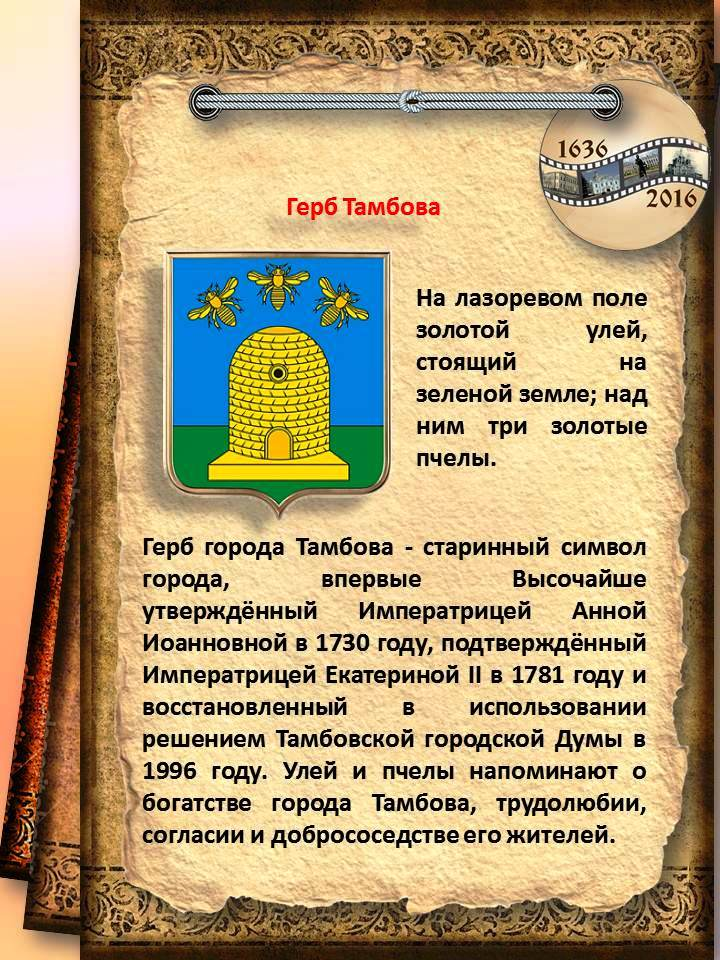 1636
2016
Герб Тамбова
На лазоревом поле
золотой улей,
стоящий на
зеленой земле; над
ним три золотые
пчелы.
Герб города Тамбова - старинный символ
города, впервые Высочайше
утверждённый Императрицей Анной
Иоанновной в 1730 году, подтверждённый
Императрицей Екатериной II в 1781 году и
восстановленный в использовании
решением Тамбовской городской Думы в
1996 году. Улей и пчелы напоминают о
богатстве города Тамбова, трудолюбии,
согласии и добрососедстве его жителей.